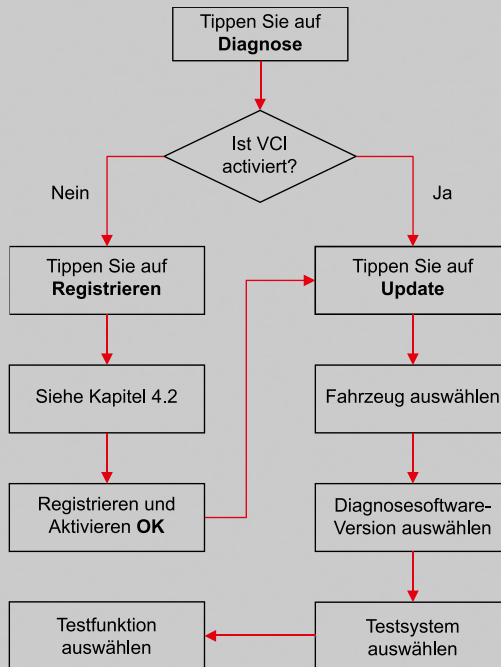 Tippen Sie auf
Diagnose
Ist VCI
activiert?
Nein
Ja
Tippen Sie auf
Registrieren
Tippen Sie auf
Update
Siehe Kapitel 4.2
Fahrzeug auswählen
Registrieren und
Aktivieren OK
Diagnosesoftware-
Version auswählen
Testfunktion
auswählen
Testsystem
auswählen